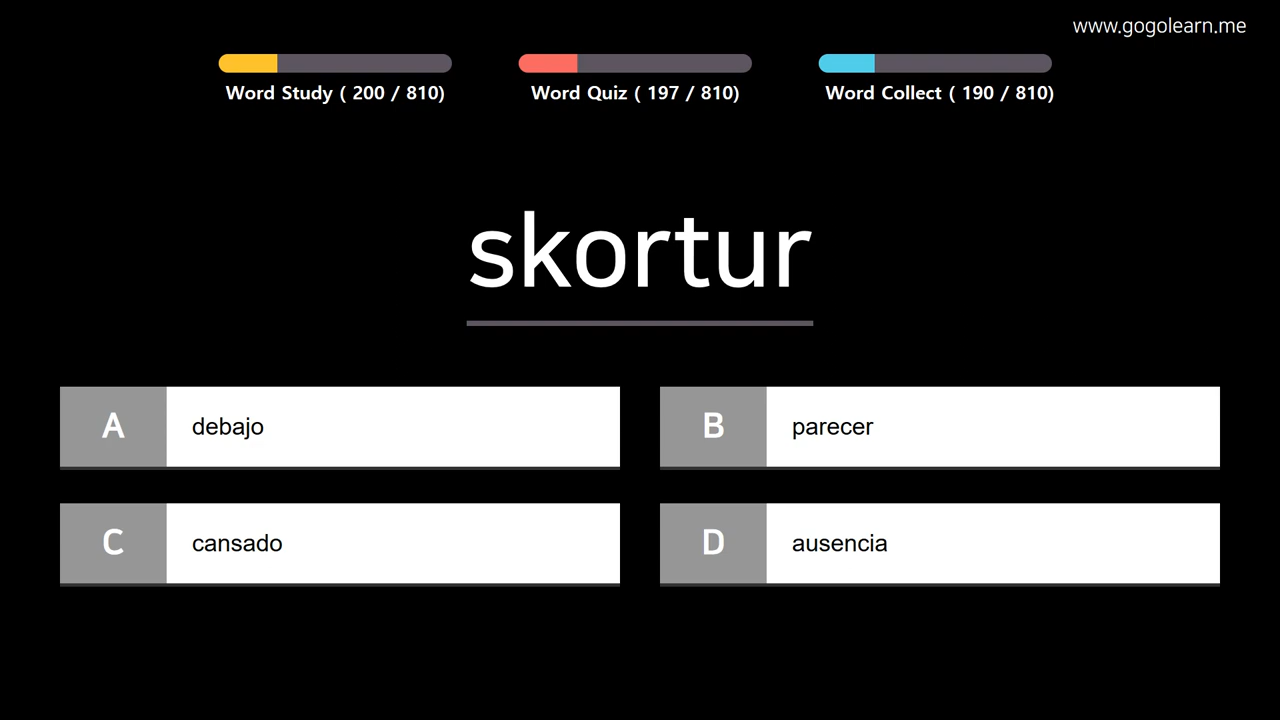 www.gogolearn.me
Word Study ( 200 / 810)
Word Quiz ( 197 / 810)
Word Collect ( 190 / 810)
skortur
A debajo
B parecer
C cansado
D ausencia